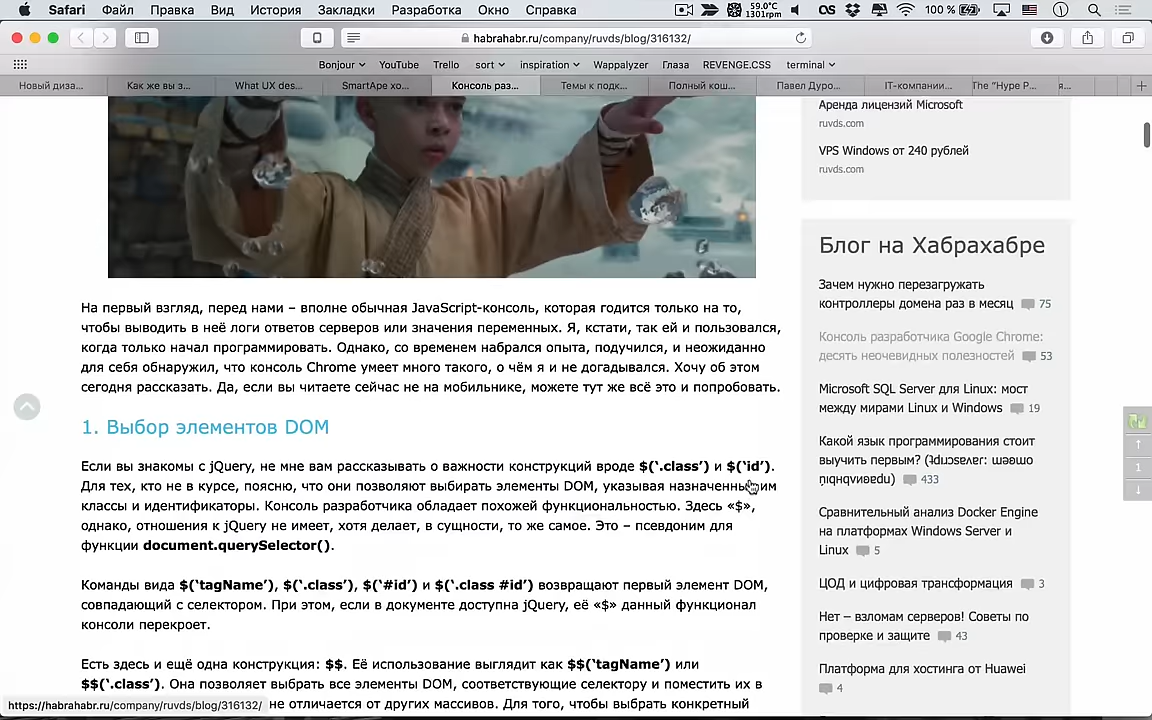 Safari Файл Правка Вид История Закладки Разработка Окно Справка 59.0°C 1301rpm 100 %
habrahabr.ru/company/ruvds/blog/316132/
Bonjour YouTube Trello sort inspiration Wappalyzer Глаза REVENGE.CSS terminal
Новый диза... Как же вы з... What UX des... SmartApe хо... Консоль раз... Темы к подк... Полный кош... Павел Дуро... IT-компании... The "Hype P... я...
На первый взгляд, перед нами – вполне обычная JavaScript-консоль, которая годится только на то,
чтобы выводить в неё логи ответов серверов или значения переменных. Я, кстати, так ей и пользовался,
когда только начал программировать. Однако, со временем набрался опыта, подучился, и неожиданно
для себя обнаружил, что консоль Chrome умеет много такого, о чём я и не догадывался. Хочу об этом
сегодня рассказать. Да, если вы читаете сейчас не на мобильнике, можете тут же всё это и попробовать.
1. Выбор элементов DOM
Если вы знакомы с jQuery, не мне вам рассказывать о важности конструкций вроде $('.class') и $('id').
Для тех, кто не в курсе, поясню, что они позволяют выбирать элементы DOM, указывая назначенные им
классы и идентификаторы. Консоль разработчика обладает похожей функциональностью. Здесь «$»,
однако, отношения к jQuery не имеет, хотя делает, в сущности, то же самое. Это – псевдоним для
функции document.querySelector().
Команды вида $('tagName'), $('.class'), $('#id') и $('.class #id') возвращают первый элемент DOM,
совпадающий с селектором. При этом, если в документе доступна jQuery, её «$» данный функционал
консоли перекроет.
Есть здесь и ещё одна конструкция: $$. Её использование выглядит как $$('tagName') или
$$('.class'). Она позволяет выбрать все элементы DOM, соответствующие селектору и поместить их в
не отличается от других массивов. Для того, чтобы выбрать конкретный
https://habrahabr.ru/company/ruvds/blog/316132/
Аренда лицензий Microsoft
ruvds.com
VPS Windows от 240 рублей
ruvds.com
Блог на Хабрахабре
Зачем нужно перезагружать
контроллеры домена раз в месяц 75
Консоль разработчика Google Chrome:
десять неочевидных полезностей 53
Microsoft SQL Server для Linux: мост
между мирами Linux и Windows 19
Какой язык программирования стоит
выучить первым?
433
Сравнительный анализ Docker Engine
на платформах Windows Server и
Linux 5
ЦОД и цифровая трансформация 3
Нет – взломам серверов! Советы по
проверке и защите 43
Платформа для хостинга от Huawei
4
1